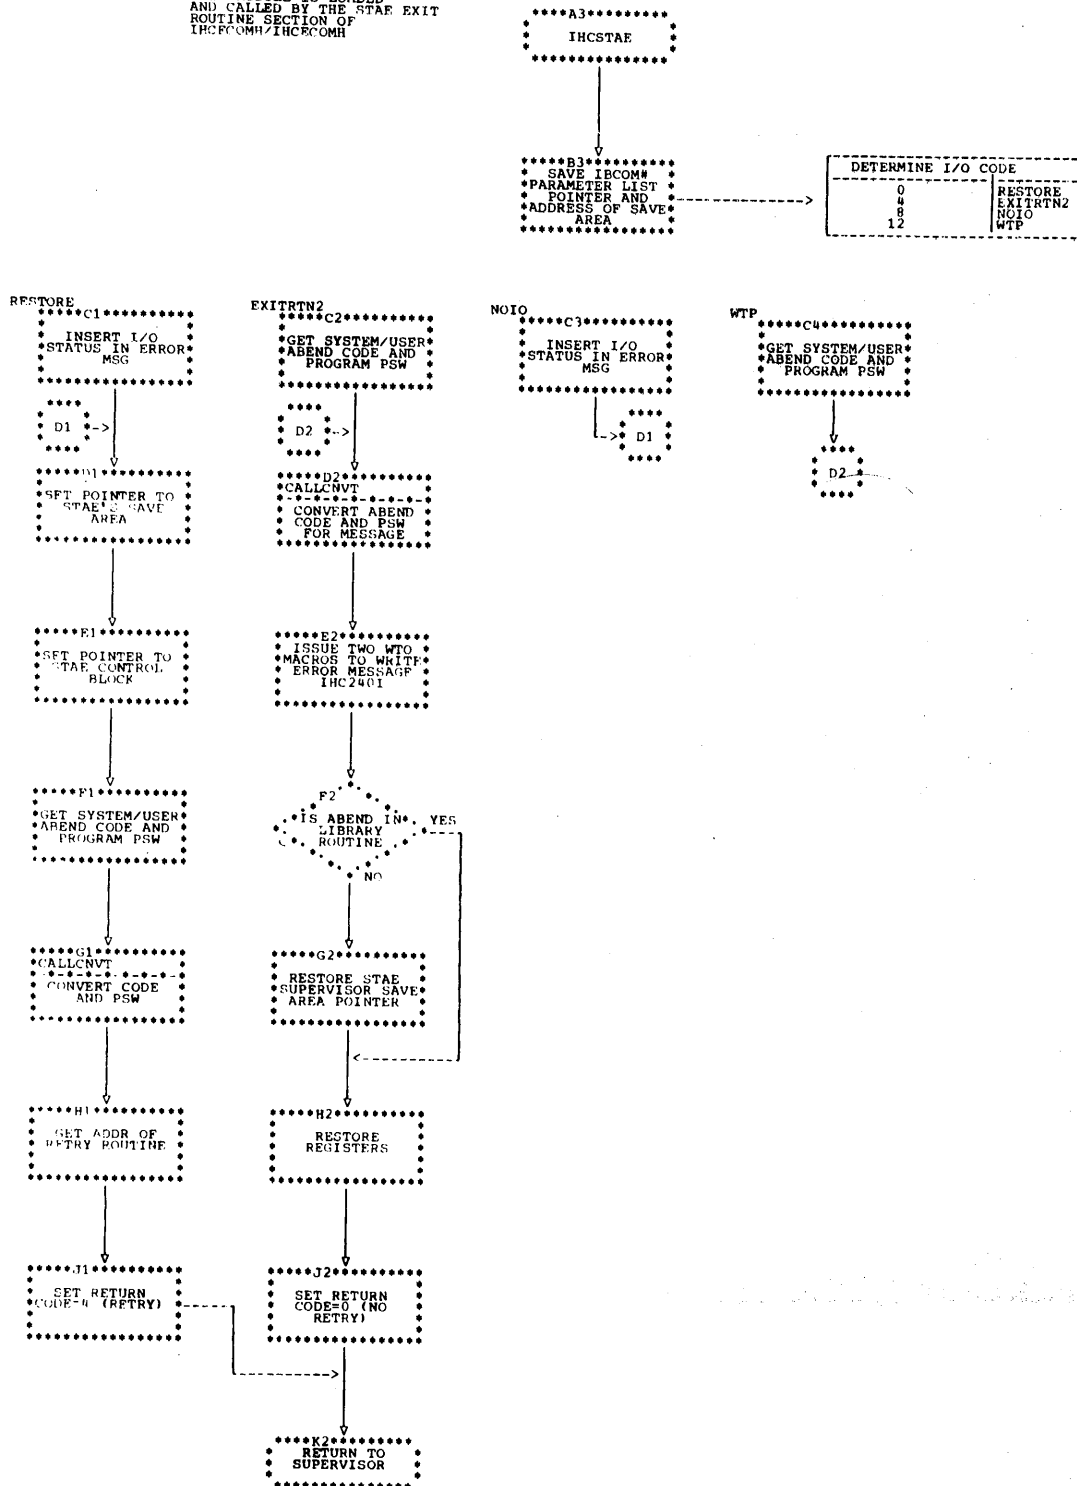 AND CALLED BY THE STAE EXIT
ROUTINE SECTION OF
IHCFCOMH/IHCECOMH
A3
IHCSTAE
B3
SAVE IBCOM#
PARAMETER LIST
POINTER AND
ADDRESS OF SAVE
AREA
DETERMINE I/O CODE
0 RESTORE
4 EXITRTN2
8 NOIO
12 WTP
RESTORE
C1
INSERT I/O
STATUS IN ERROR
MSG
D1
D1
SET POINTER TO
STAE'S SAVE
AREA
E1
SET POINTER TO
STAE CONTROL
BLOCK
F1
GET SYSTEM/USER
ABEND CODE AND
PROGRAM PSW
G1
CALLCNVT
CONVERT CODE
AND PSW
H1
GET ADDR OF
RETRY ROUTINE
J1
SET RETURN
CODE=4 (RETRY)
EXITRTN2
C2
GET SYSTEM/USER
ABEND CODE AND
PROGRAM PSW
D2
D2
CALLCNVT
CONVERT ABEND
CODE AND PSW
FOR MESSAGE
E2
ISSUE TWO WTO
MACROS TO WRITE
ERROR MESSAGE
IHC240I
F2
IS ABEND IN
LIBRARY
ROUTINE
YES
NO
G2
RESTORE STAE
SUPERVISOR SAVE
AREA POINTER
H2
RESTORE
REGISTERS
J2
SET RETURN
CODE=0 (NO
RETRY)
K2
RETURN TO
SUPERVISOR
NOIO
C3
INSERT I/O
STATUS IN ERROR
MSG
D1
WTP
C4
GET SYSTEM/USER
ABEND CODE AND
PROGRAM PSW
D2